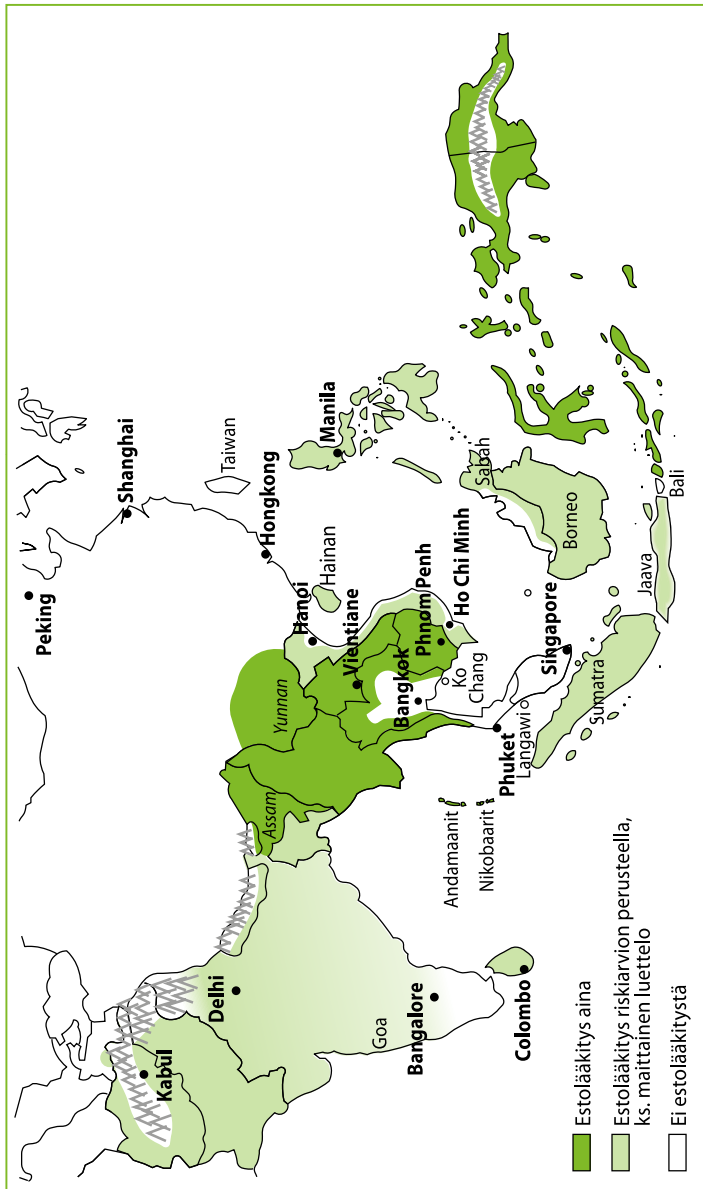 Peking
Shanghai
Taiwan
Hongkong
Hainan
Hanoi
Manila
Yunnan
Vientiane
Assam
Phnom Penh
Ho Chi Minh
Bangkok
Ko
Chang
Sabah
Borneo
Kabul
Delhi
Goa
Bangalore
Colombo
Andamaanit
Nikobaarit
Phuket
Langawi
Singapore
Sumatra
Jaava
Bali
Estolääkitys aina
Estolääkitys riskiarvion perusteella,
ks. maittainen luettelo
Ei estolääkitystä